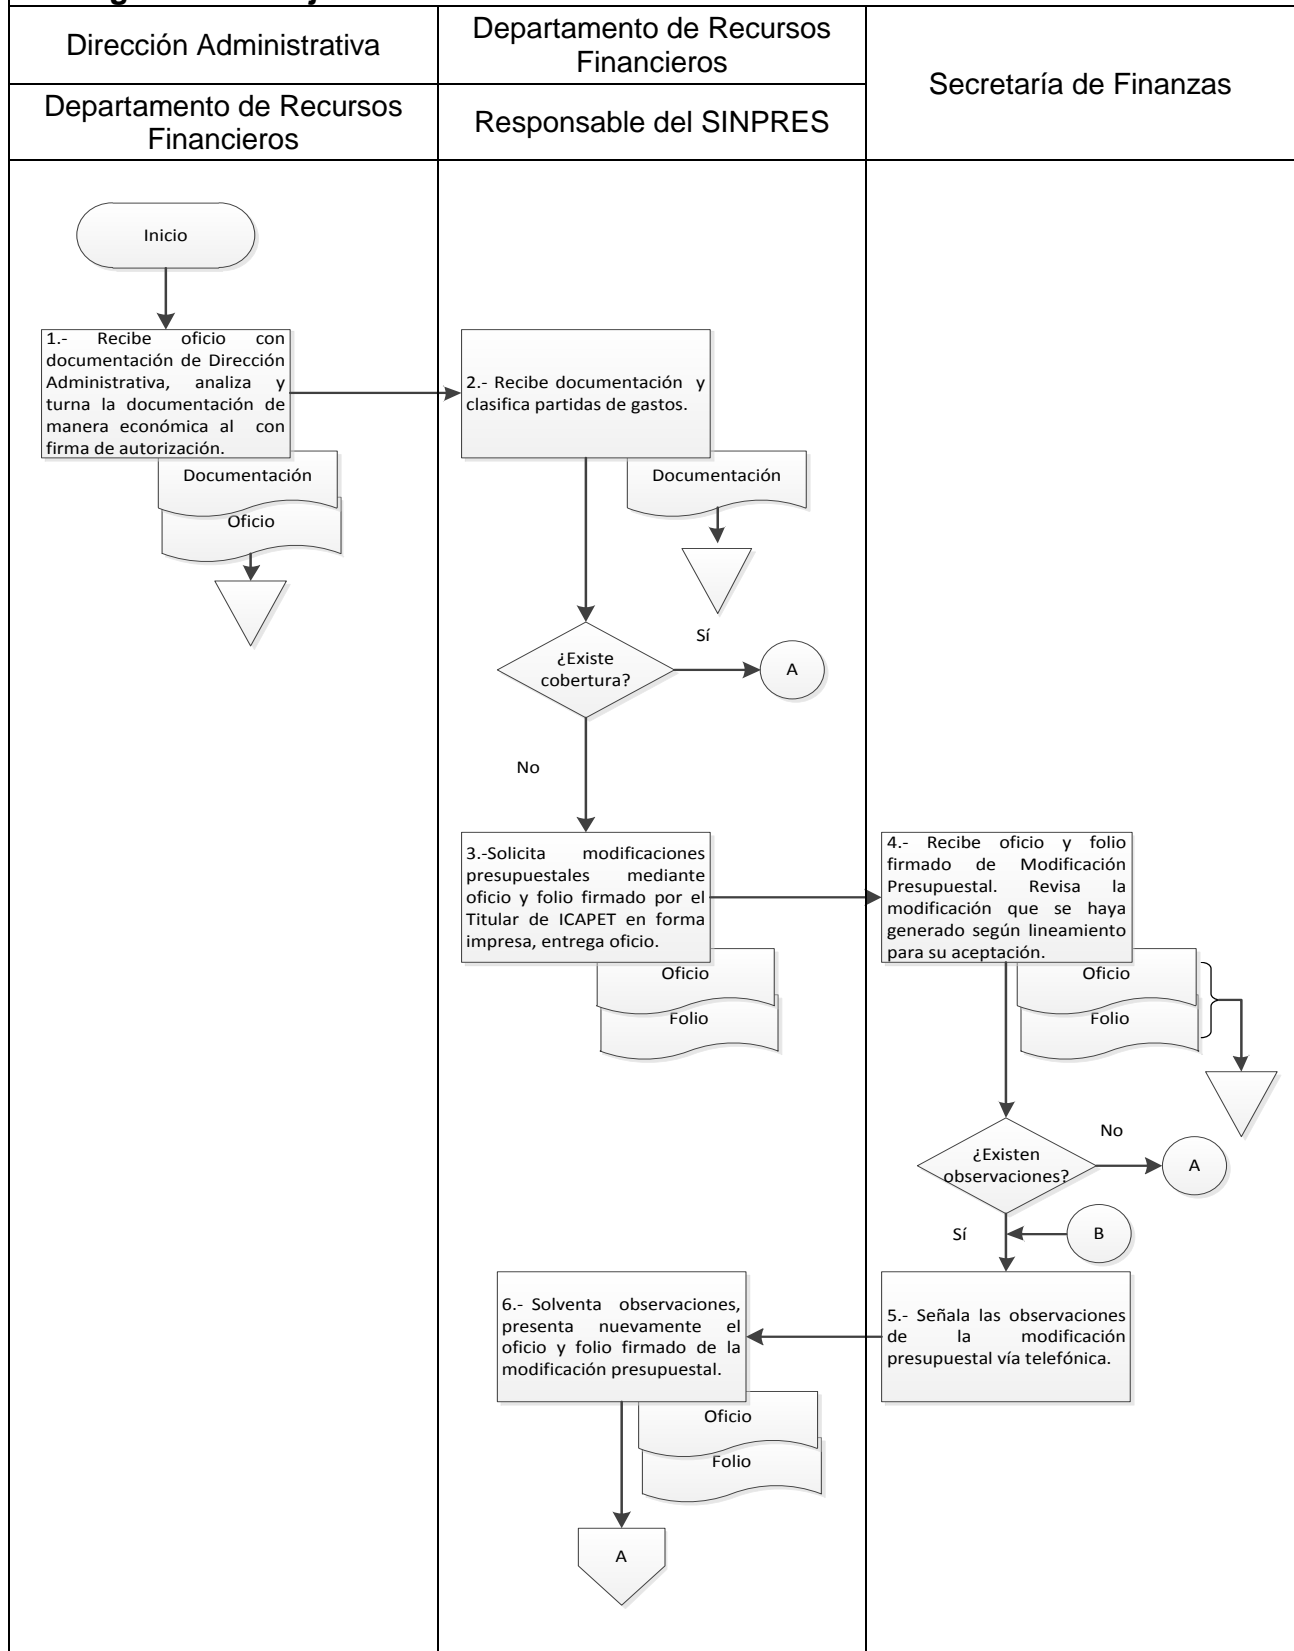 Dirección Administrativa
Departamento de Recursos
Financieros
Secretaría de Finanzas
Departamento de Recursos
Financieros
Responsable del SINPRES
Inicio
1.- Recibe oficio con
documentación de Dirección
Administrativa, analiza y
turna la documentación de
manera económica al con
firma de autorización.
Documentación
Oficio
2.- Recibe documentación y
clasifica partidas de gastos.
Documentación
¿Existe
cobertura?
Sí
A
No
3.-Solicita modificaciones
presupuestales mediante
oficio y folio firmado por el
Titular de ICAPET en forma
impresa, entrega oficio.
Oficio
Folio
4.- Recibe oficio y folio
firmado de Modificación
Presupuestal. Revisa la
modificación que se haya
generado según lineamiento
para su aceptación.
Oficio
Folio
¿Existen
observaciones?
No
A
Sí
B
5.- Señala las observaciones
de la modificación
presupuestal vía telefónica.
6.- Solventa observaciones,
presenta nuevamente el
oficio y folio firmado de la
modificación presupuestal.
Oficio
Folio
A